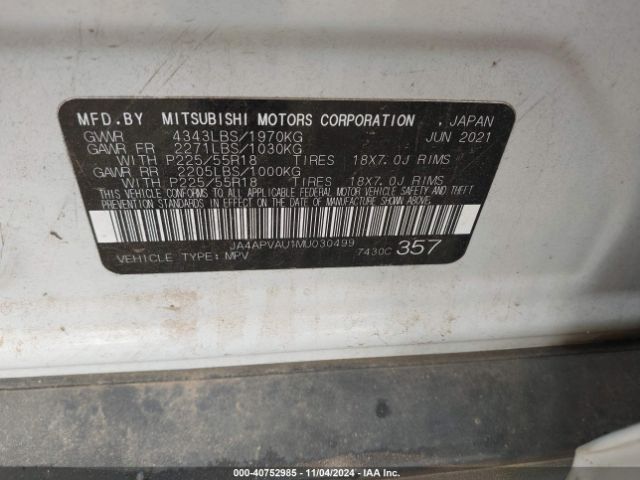 MFD.BY MITSUBISHI MOTORS CORPORATION , JAPAN
GVWR 4343LBS/1970KG JUN 2021
GAWR FR 2271LBS/1030KG
WITH P225/55R18 TIRES 18X7.0J RIMS
GAWR RR 2205LBS/1000KG
WITH P225/55R18 TIRES 18X7.0J RIMS
THIS VEHICLE CONFORMS TO ALL APPLICABLE FEDERAL MOTOR VEHICLE SAFETY AND THEFT
PREVENTION STANDARDS IN EFFECT ON THE DATE OF MANUFACTURE SHOWN ABOVE.
JA4APVAU1MU030499
VEHICLE TYPE: MPV 7430C 357
000-40752985 - 11/04/2024 - IAA Inc.